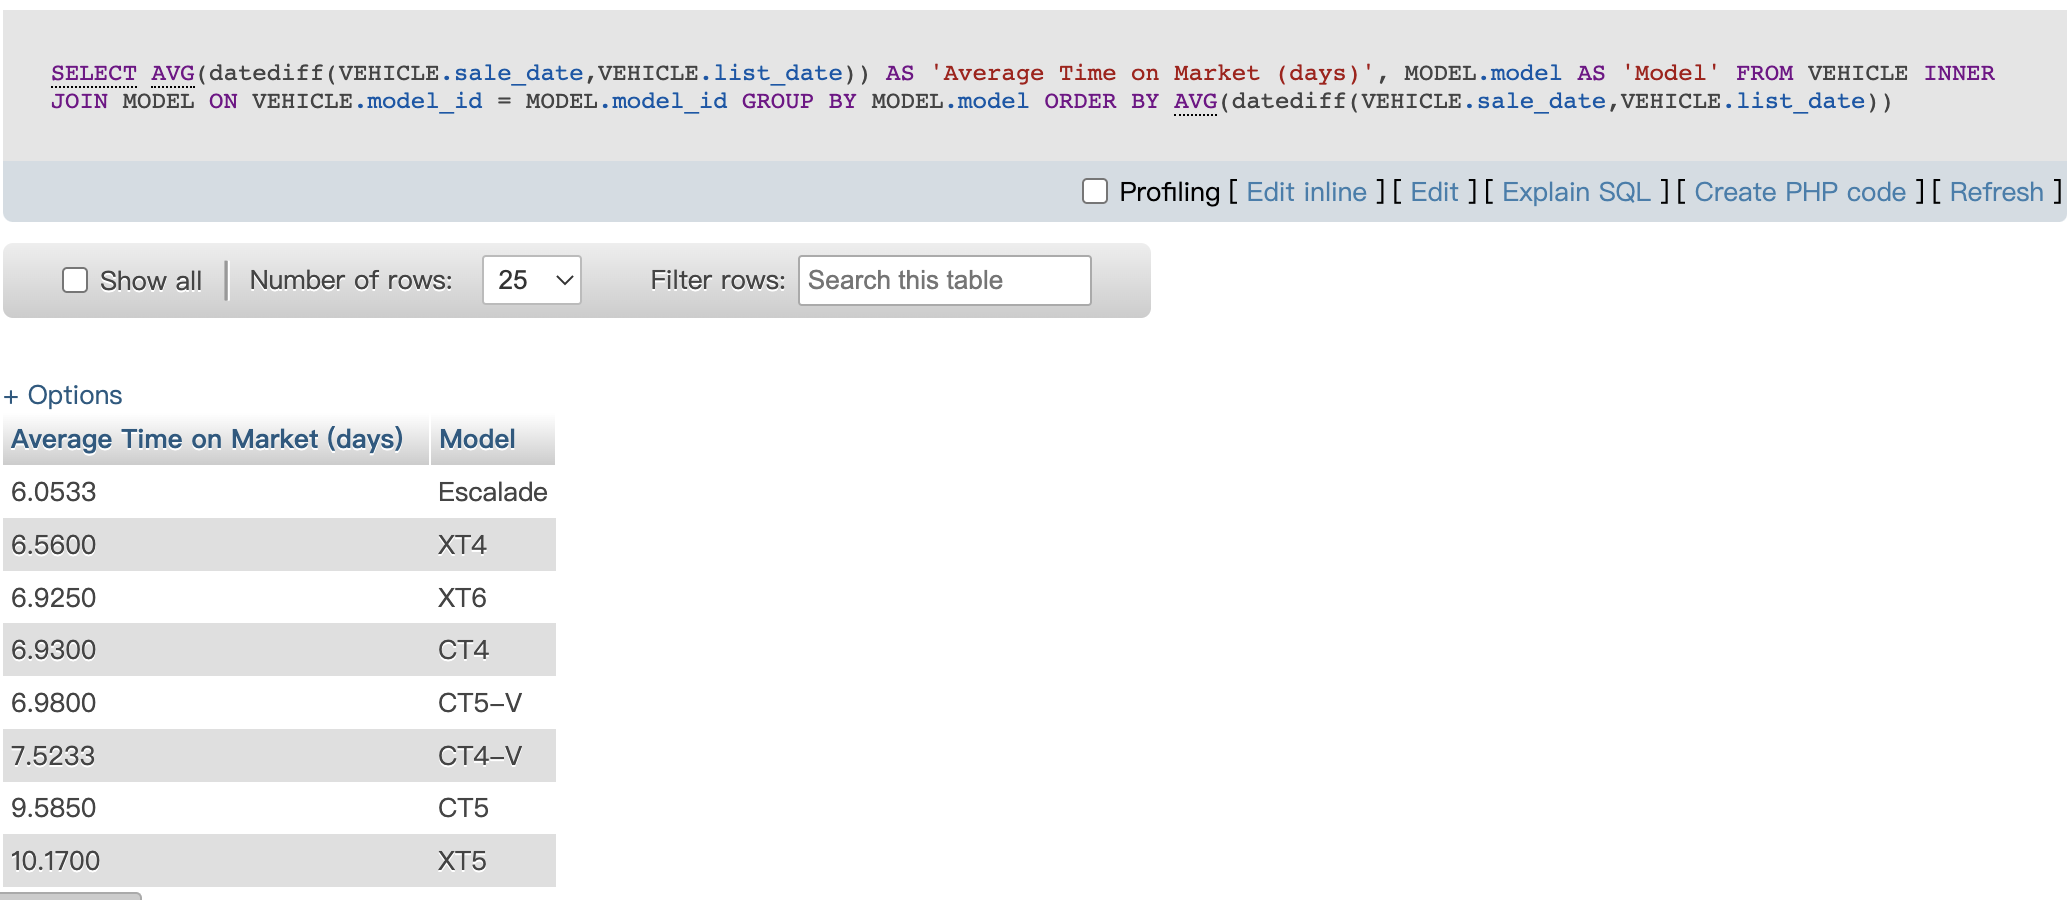 SELECT AVG(datediff(VEHICLE.sale_date,VEHICLE.list_date)) AS 'Average Time on Market (days)', MODEL.model AS 'Model' FROM VEHICLE INNER
JOIN MODEL ON VEHICLE.model_id = MODEL.model_id GROUP BY MODEL.model ORDER BY AVG(datediff(VEHICLE.sale_date,VEHICLE.list_date))
Profiling [ Edit inline ] [ Edit ] [ Explain SQL ] [ Create PHP code ] [ Refresh ]
Show all Number of rows: 25 Filter rows: Search this table
+ Options
Average Time on Market (days) Model
6.0533 Escalade
6.5600 XT4
6.9250 XT6
6.9300 CT4
6.9800 CT5-V
7.5233 CT4-V
9.5850 CT5
10.1700 XT5